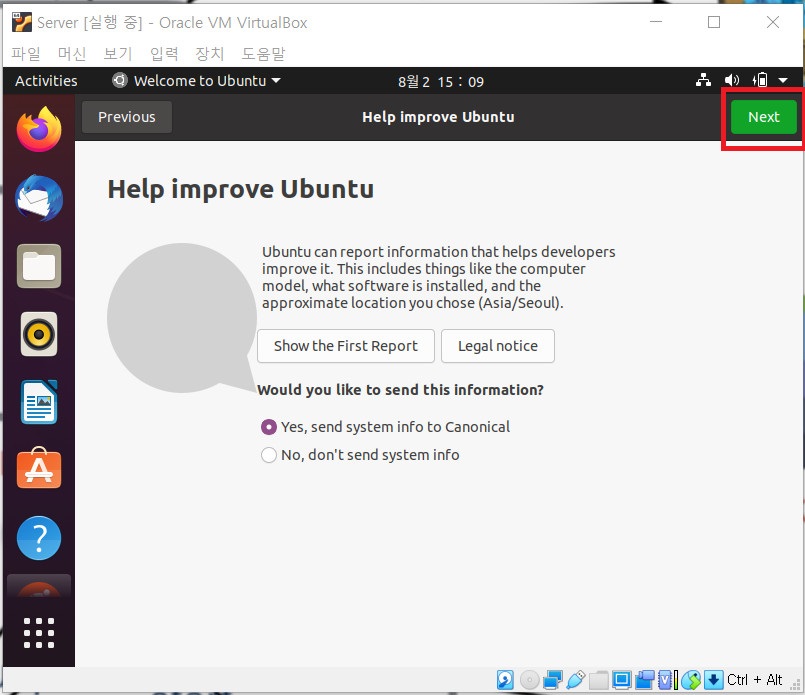 Server [실행 중] - Oracle VM VirtualBox
파일 머신 보기 입력 장치 도움말
Activities Welcome to Ubuntu 8월 2 15 : 09
Previous Help improve Ubuntu Next
Help improve Ubuntu
Ubuntu can report information that helps developers
improve it. This includes things like the computer
model, what software is installed, and the
approximate location you chose (Asia/Seoul).
Show the First Report Legal notice
Would you like to send this information?
Yes, send system info to Canonical
No, don't send system info
Ctrl + Alt